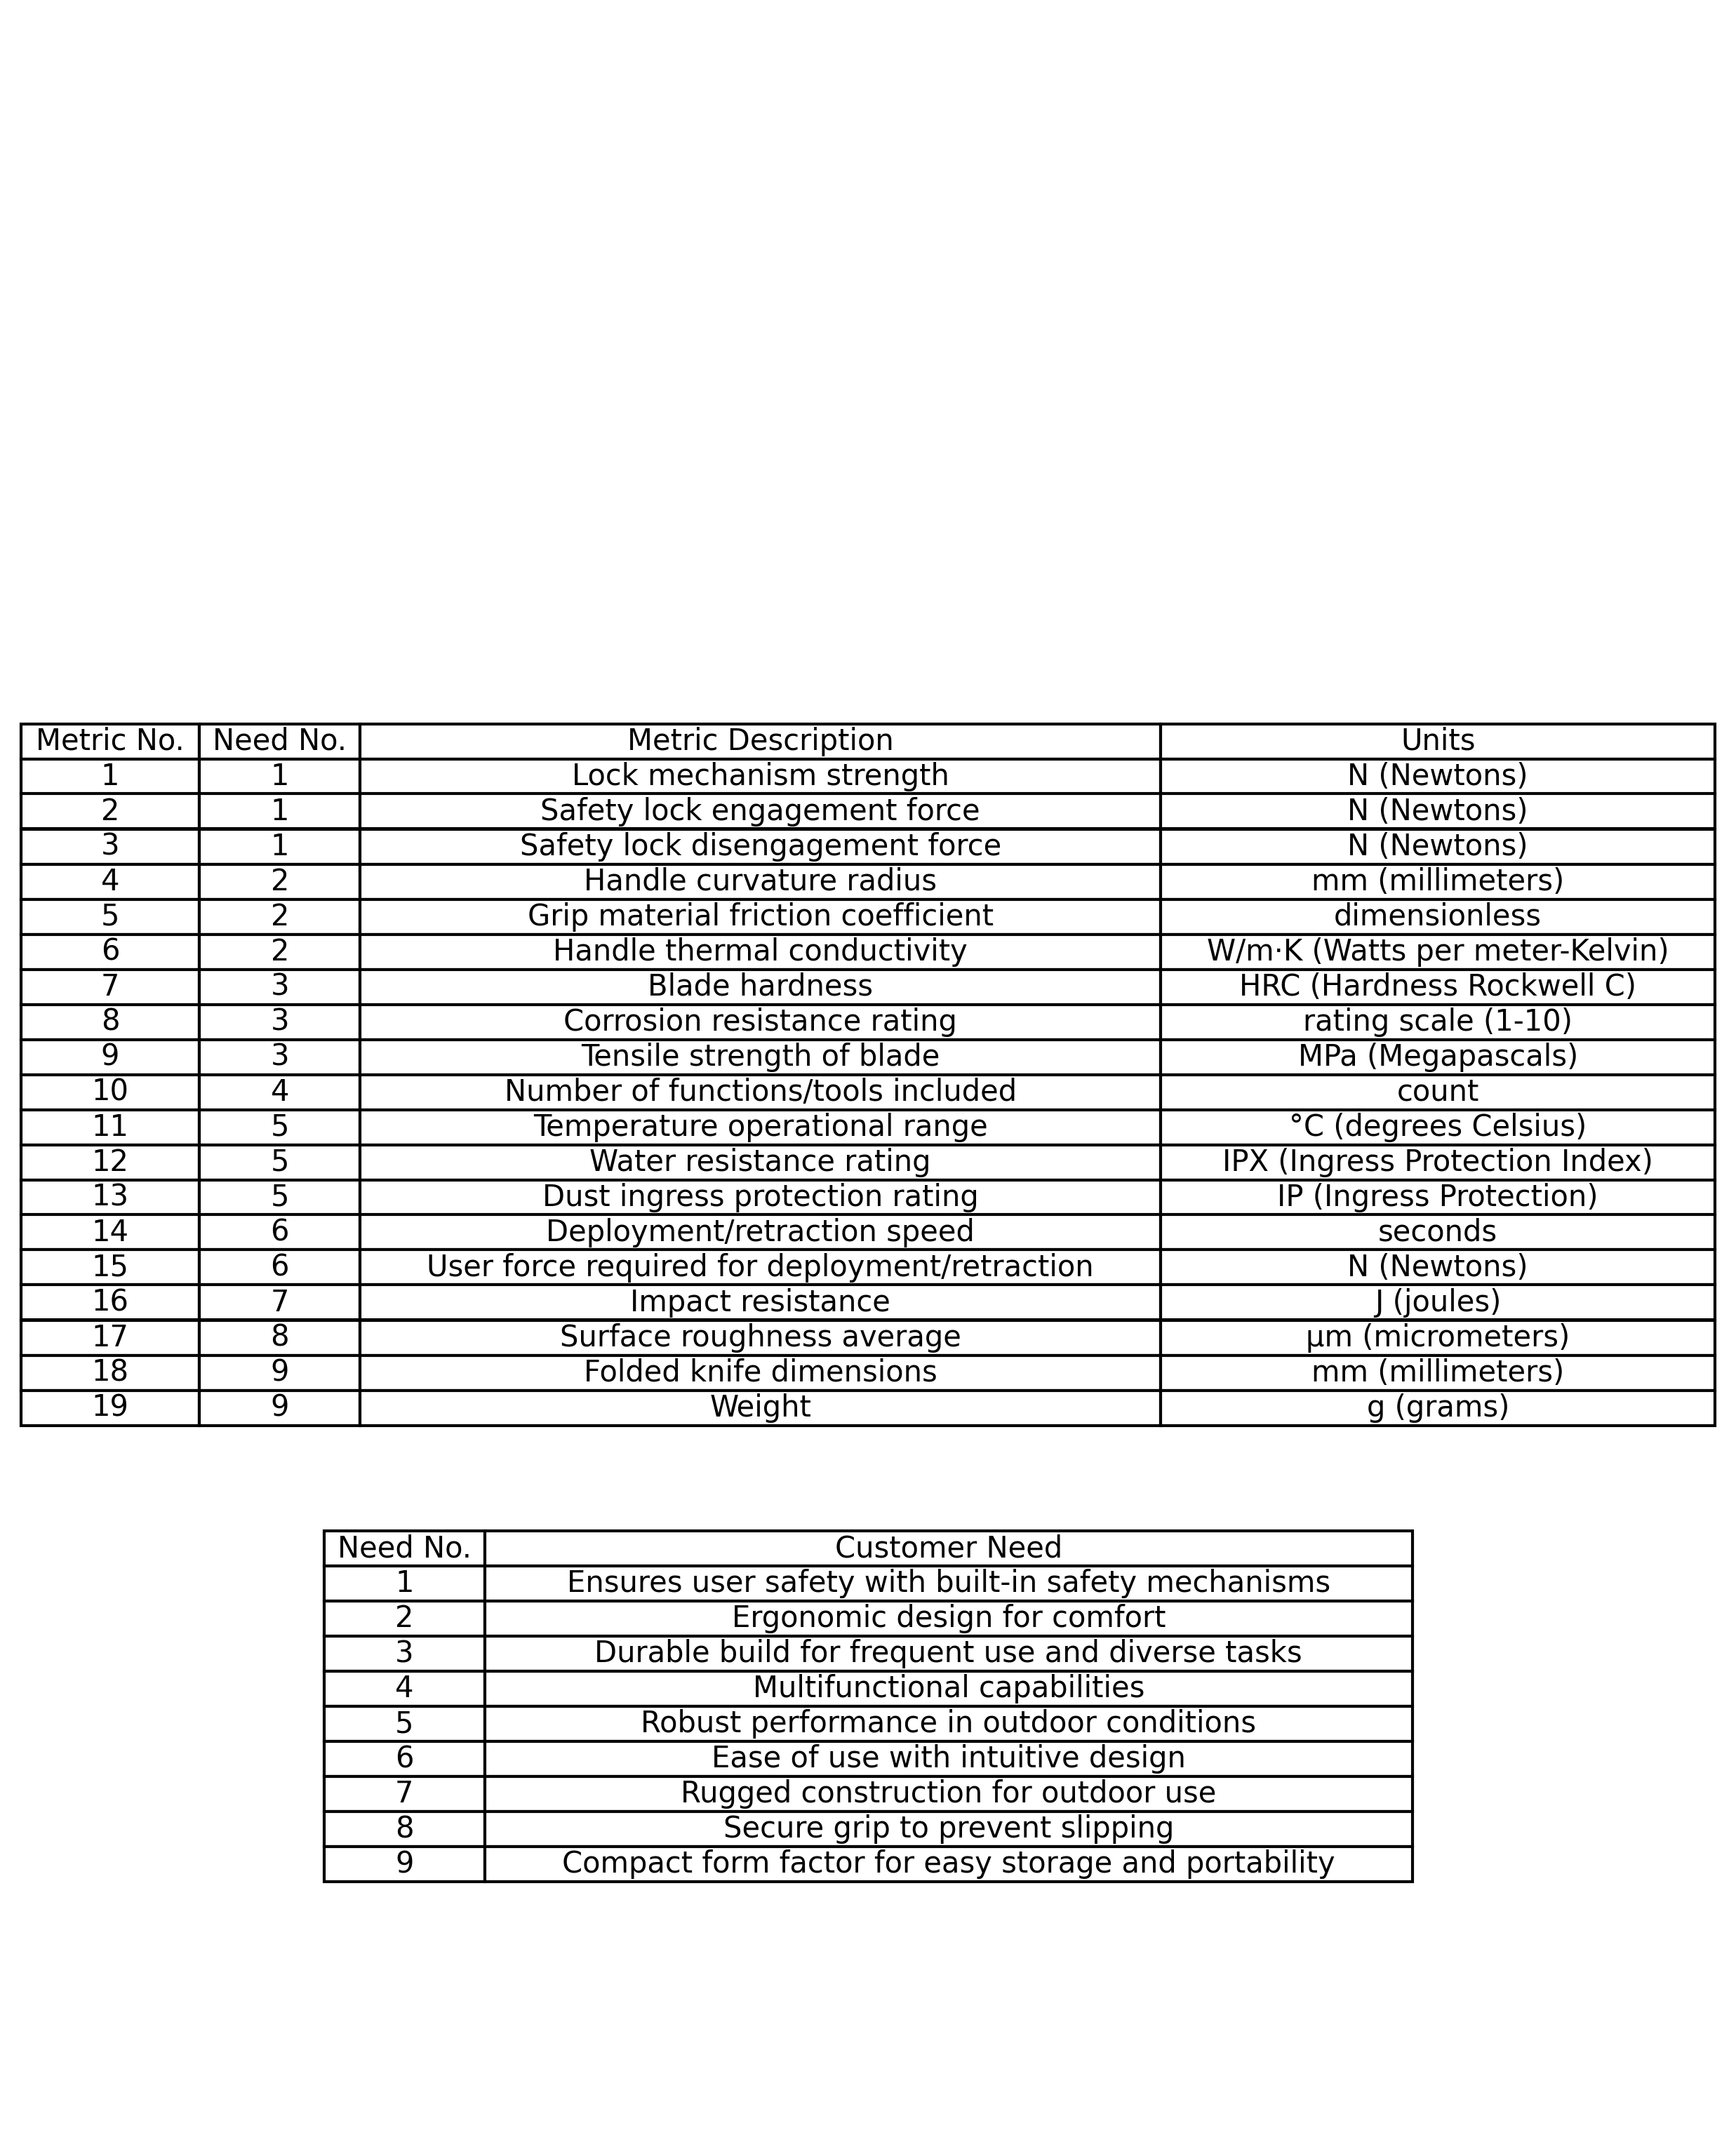 Metric No. Need No. Metric Description Units
1 1 Lock mechanism strength N (Newtons)
2 1 Safety lock engagement force N (Newtons)
3 1 Safety lock disengagement force N (Newtons)
4 2 Handle curvature radius mm (millimeters)
5 2 Grip material friction coefficient dimensionless
6 2 Handle thermal conductivity W/m·K (Watts per meter-Kelvin)
7 3 Blade hardness HRC (Hardness Rockwell C)
8 3 Corrosion resistance rating rating scale (1-10)
9 3 Tensile strength of blade MPa (Megapascals)
10 4 Number of functions/tools included count
11 5 Temperature operational range °C (degrees Celsius)
12 5 Water resistance rating IPX (Ingress Protection Index)
13 5 Dust ingress protection rating IP (Ingress Protection)
14 6 Deployment/retraction speed seconds
15 6 User force required for deployment/retraction N (Newtons)
16 7 Impact resistance J (joules)
17 8 Surface roughness average µm (micrometers)
18 9 Folded knife dimensions mm (millimeters)
19 9 Weight g (grams)
Need No. Customer Need
1 Ensures user safety with built-in safety mechanisms
2 Ergonomic design for comfort
3 Durable build for frequent use and diverse tasks
4 Multifunctional capabilities
5 Robust performance in outdoor conditions
6 Ease of use with intuitive design
7 Rugged construction for outdoor use
8 Secure grip to prevent slipping
9 Compact form factor for easy storage and portability